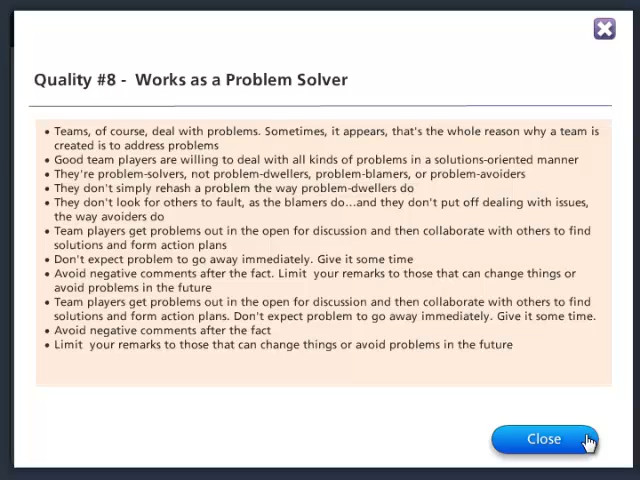 Quality #8 -  Works as a Problem Solver
• Teams, of course, deal with problems. Sometimes, it appears, that's the whole reason why a team is
created is to address problems
• Good team players are willing to deal with all kinds of problems in a solutions-oriented manner
• They're problem-solvers, not problem-dwellers, problem-blamers, or problem-avoiders
• They don't simply rehash a problem the way problem-dwellers do
• They don't look for others to fault, as the blamers do...and they don't put off dealing with issues,
the way avoiders do
• Team players get problems out in the open for discussion and then collaborate with others to find
solutions and form action plans
• Don't expect problem to go away immediately. Give it some time
• Avoid negative comments after the fact. Limit  your remarks to those that can change things or
avoid problems in the future
• Team players get problems out in the open for discussion and then collaborate with others to find
solutions and form action plans. Don't expect problem to go away immediately. Give it some time.
• Avoid negative comments after the fact
• Limit  your remarks to those that can change things or avoid problems in the future
Close